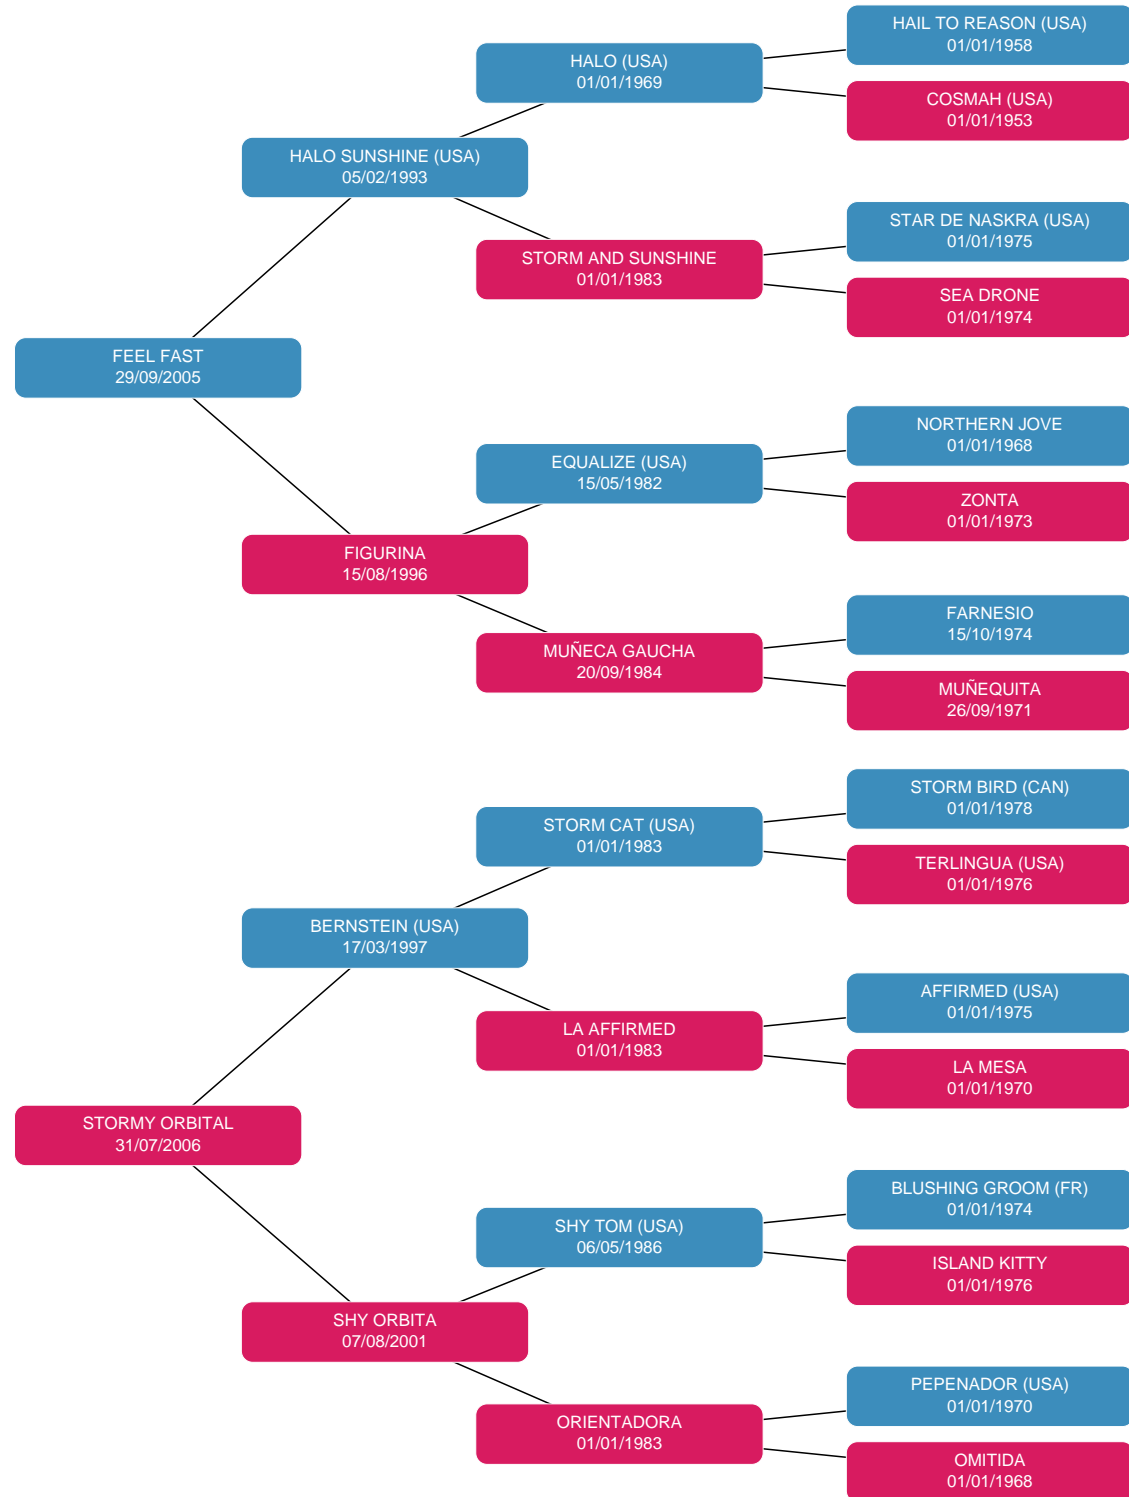 HAIL TO REASON (USA)
01/01/1958
HALO (USA)
01/01/1969
COSMAH (USA)
01/01/1953
HALO SUNSHINE (USA)
05/02/1993
STAR DE NASKRA (USA)
01/01/1975
STORM AND SUNSHINE
01/01/1983
SEA DRONE
01/01/1974
FEEL FAST
29/09/2005
NORTHERN JOVE
01/01/1968
EQUALIZE (USA)
15/05/1982
ZONTA
01/01/1973
FIGURINA
15/08/1996
FARNESIO
15/10/1974
MUÑECA GAUCHA
20/09/1984
MUÑEQUITA
26/09/1971
STORM BIRD (CAN)
01/01/1978
STORM CAT (USA)
01/01/1983
TERLINGUA (USA)
01/01/1976
BERNSTEIN (USA)
17/03/1997
AFFIRMED (USA)
01/01/1975
LA AFFIRMED
01/01/1983
LA MESA
01/01/1970
STORMY ORBITAL
31/07/2006
BLUSHING GROOM (FR)
01/01/1974
SHY TOM (USA)
06/05/1986
ISLAND KITTY
01/01/1976
SHY ORBITA
07/08/2001
PEPENADOR (USA)
01/01/1970
ORIENTADORA
01/01/1983
OMITIDA
01/01/1968